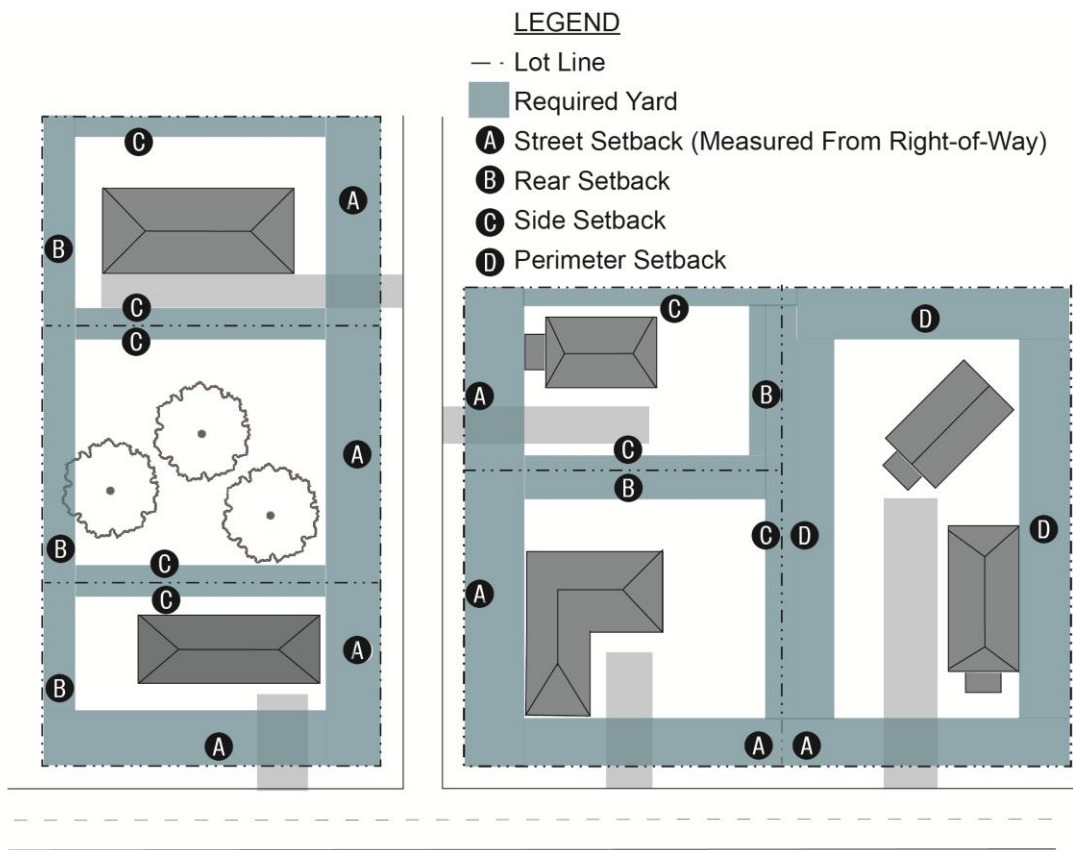 LEGEND
Lot Line
Required Yard
A Street Setback (Measured From Right-of-Way)
B Rear Setback
C Side Setback
D Perimeter Setback
C
A
B
C
C
A
B
C
C
A
B
A
C
A
B
C
B
A
C
A
D
D
D
A